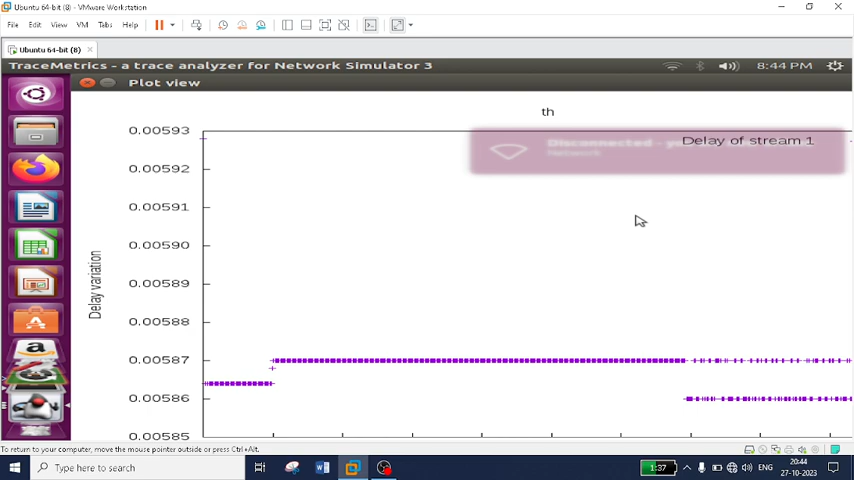 Ubuntu 64-bit (8) - VMware Workstation
File Edit View VM Tabs Help
Ubuntu 64-bit (8)
TraceMetrics - a trace analyzer for Network Simulator 3 8:44 PM
Plot view
th
0.00593
Disconnected -
Network
Delay of stream 1
0.00592
0.00591
0.00590
0.00589
0.00588
0.00587
0.00586
0.00585
Delay variation
To return to your computer, move the mouse pointer outside or press Ctrl+Alt.
Type here to search
1:37
ENG
20:44
27-10-2023